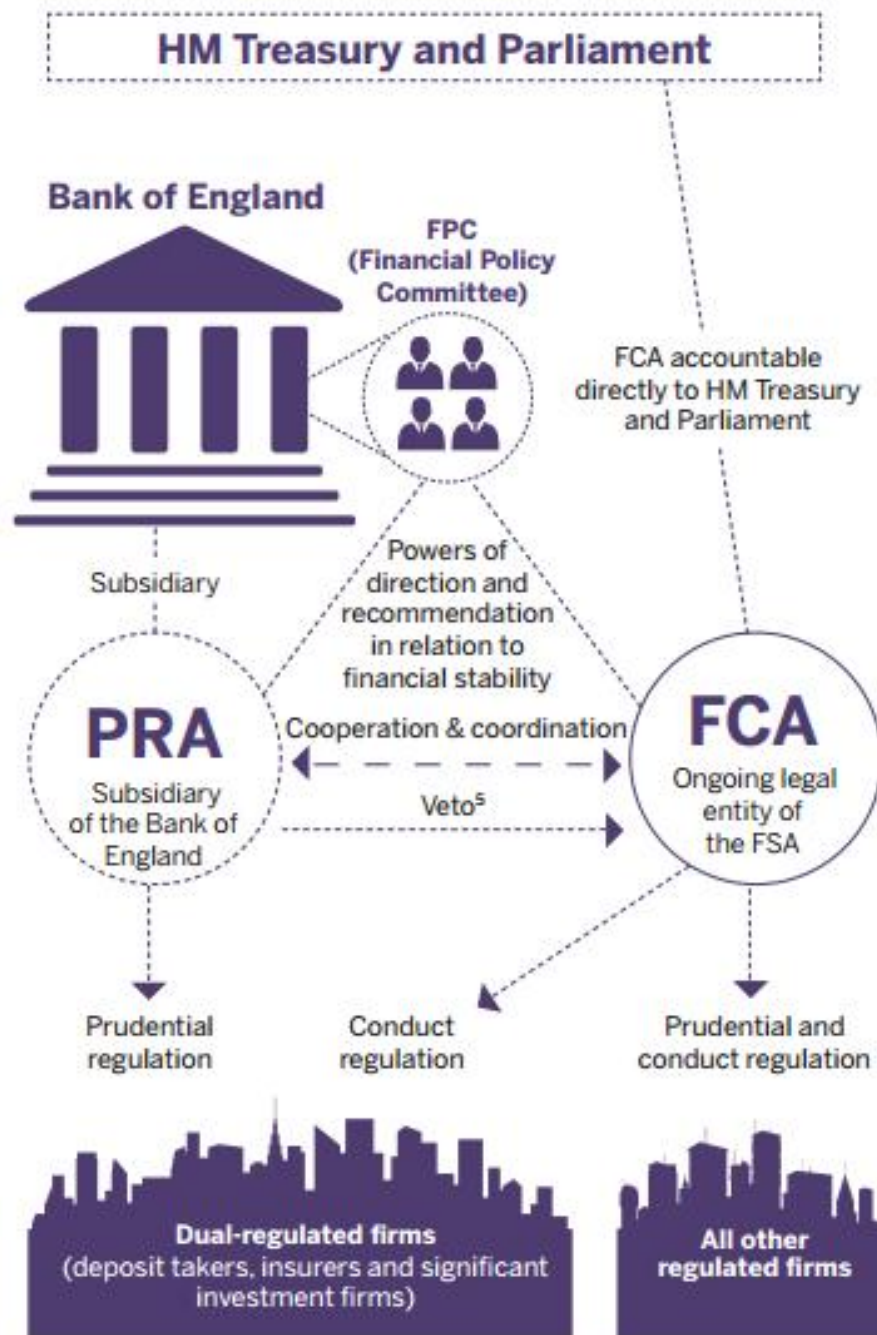 HM Treasury and Parliament
Bank of England
FPC
(Financial Policy
Committee)
FCA accountable
directly to HM Treasury
and Parliament
Subsidiary
Powers of
direction and
recommendation
in relation to
financial stability
Cooperation & coordination
Veto⁵
PRA
Subsidiary
of the Bank of
England
FCA
Ongoing legal
entity of
the FSA
Prudential
regulation
Conduct
regulation
Prudential and
conduct regulation
Dual-regulated firms
(deposit takers, insurers and significant
investment firms)
All other
regulated firms